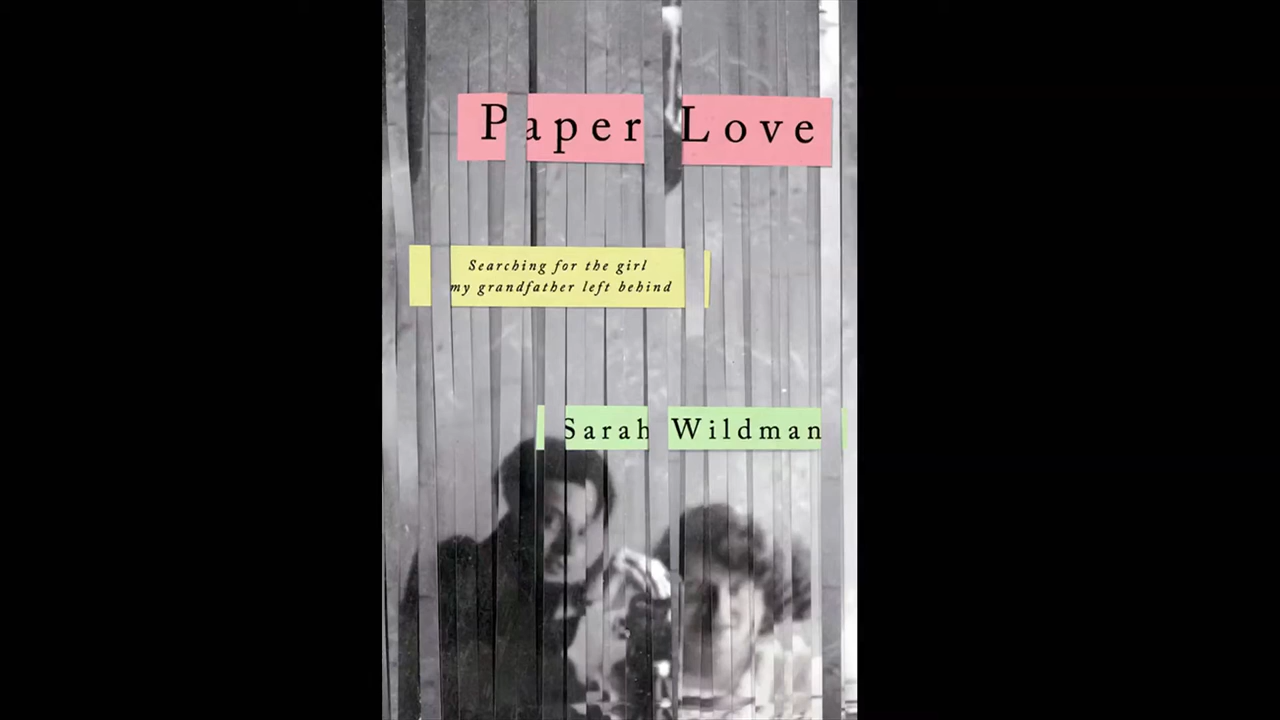 Paper Love
Searching for the girl
my grandfather left behind
Sarah Wildman